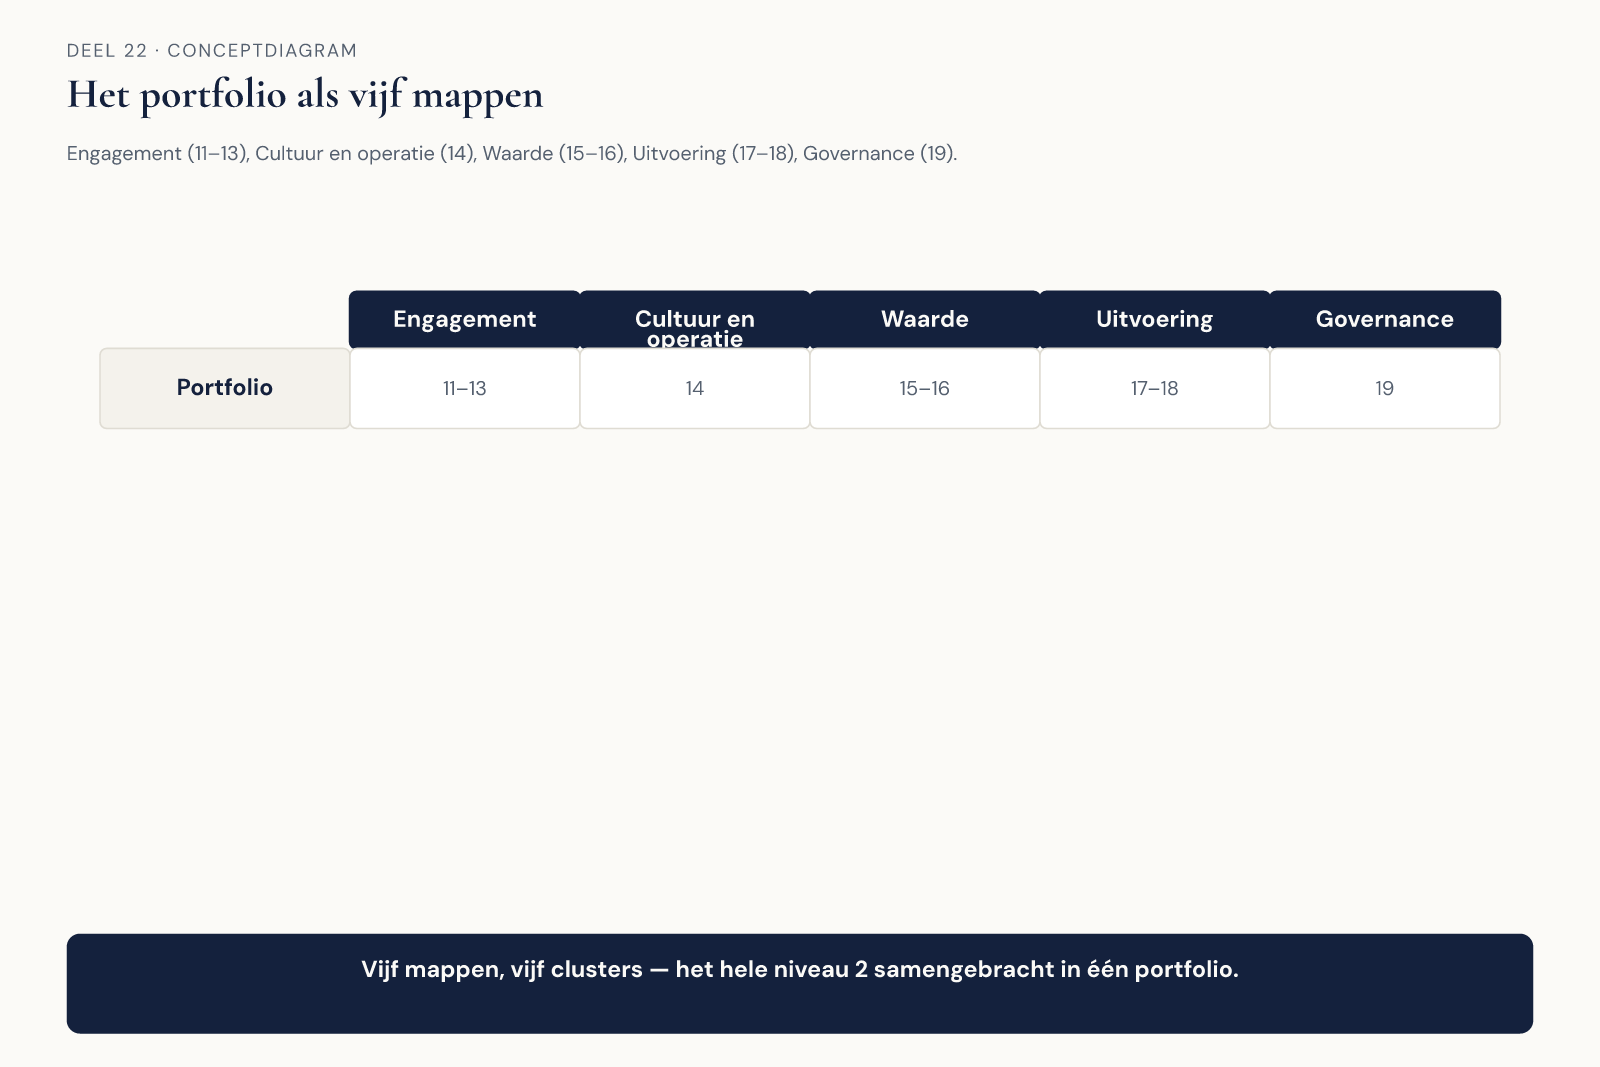 DEEL 22 · CONCEPTDIAGRAM
Het portfolio als vijf mappen
Engagement (11–13), Cultuur en operatie (14), Waarde (15–16), Uitvoering (17–18), Governance (19).
Engagement
Cultuur en
operatie
Waarde
Uitvoering
Governance
Portfolio
11–13
14
15–16
17–18
19
Vijf mappen, vijf clusters — het hele niveau 2 samengebracht in één portfolio.